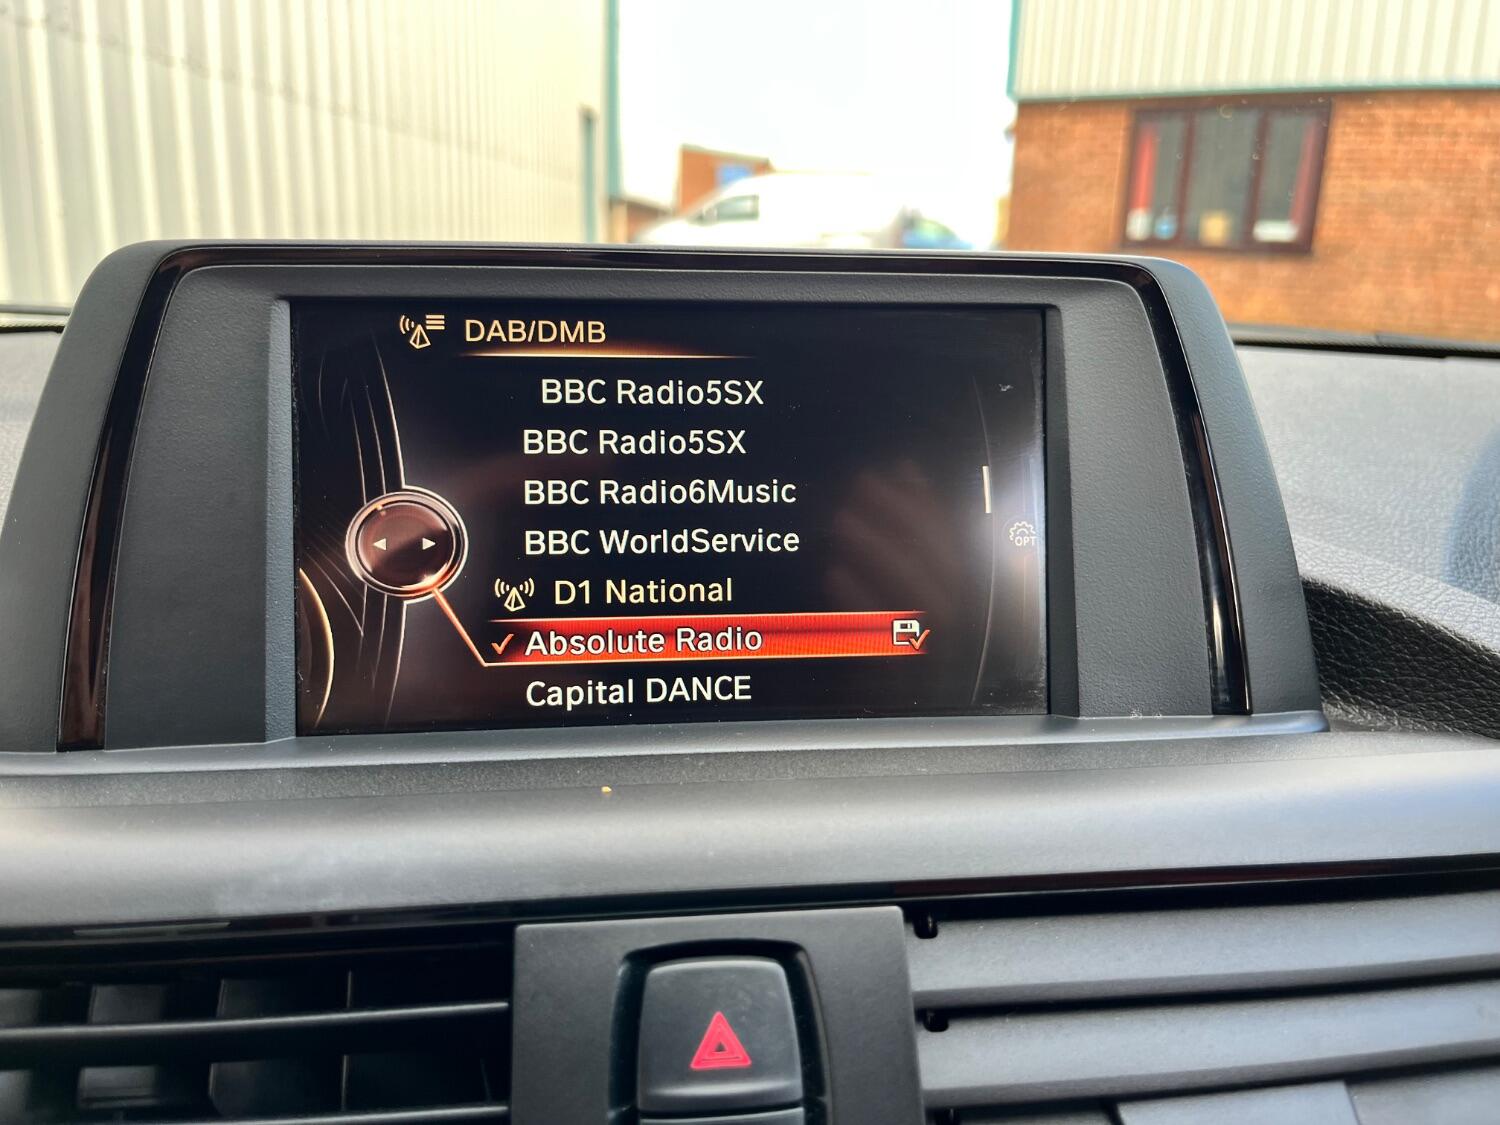 DAB/DMB
BBC Radio5SX
BBC Radio5SX
BBC Radio6Music
BBC WorldService
OPT
D1 National
Absolute Radio
Capital DANCE